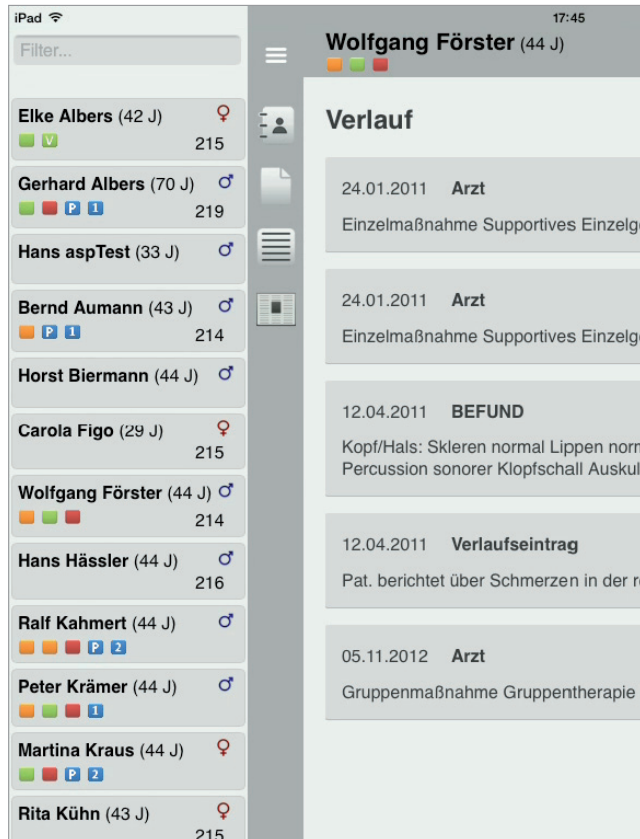 iPad
17:45
Filter...
Wolfgang Förster (44 J)
Elke Albers (42 J)
V
215
Gerhard Albers (70 J)
P 1
219
Hans aspTest (33 J)
Bernd Aumann (43 J)
P 1
214
Horst Biermann (44 J)
Carola Figo (29 J)
215
Wolfgang Förster (44 J)
214
Hans Hässler (44 J)
216
Ralf Kahmert (44 J)
P 2
Peter Krämer (44 J)
1
Martina Kraus (44 J)
P 2
Rita Kühn (43 J)
215
Verlauf
24.01.2011 Arzt
Einzelmaßnahme Supportives Einzelge
24.01.2011 Arzt
Einzelmaßnahme Supportives Einzelge
12.04.2011 BEFUND
Kopf/Hals: Skleren normal Lippen norm
Percussion sonorer Klopfschall Auskul
12.04.2011 Verlaufseintrag
Pat. berichtet über Schmerzen in der re
05.11.2012 Arzt
Gruppenmaßnahme Gruppentherapie